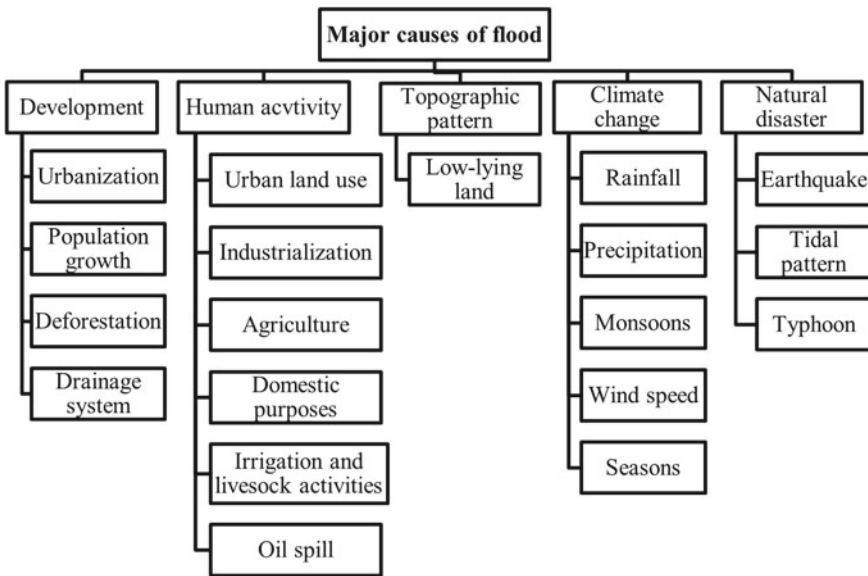 Major causes of flood
Development
Urbanization
Population
growth
Deforestation
Drainage
system
Human acvtivity
Urban land use
Industrialization
Agriculture
Domestic
purposes
Irrigation and
livesock activities
Oil spill
Topographic
pattern
Low-lying
land
Climate
change
Rainfall
Precipitation
Monsoons
Wind speed
Seasons
Natural
disaster
Earthquake
Tidal
pattern
Typhoon